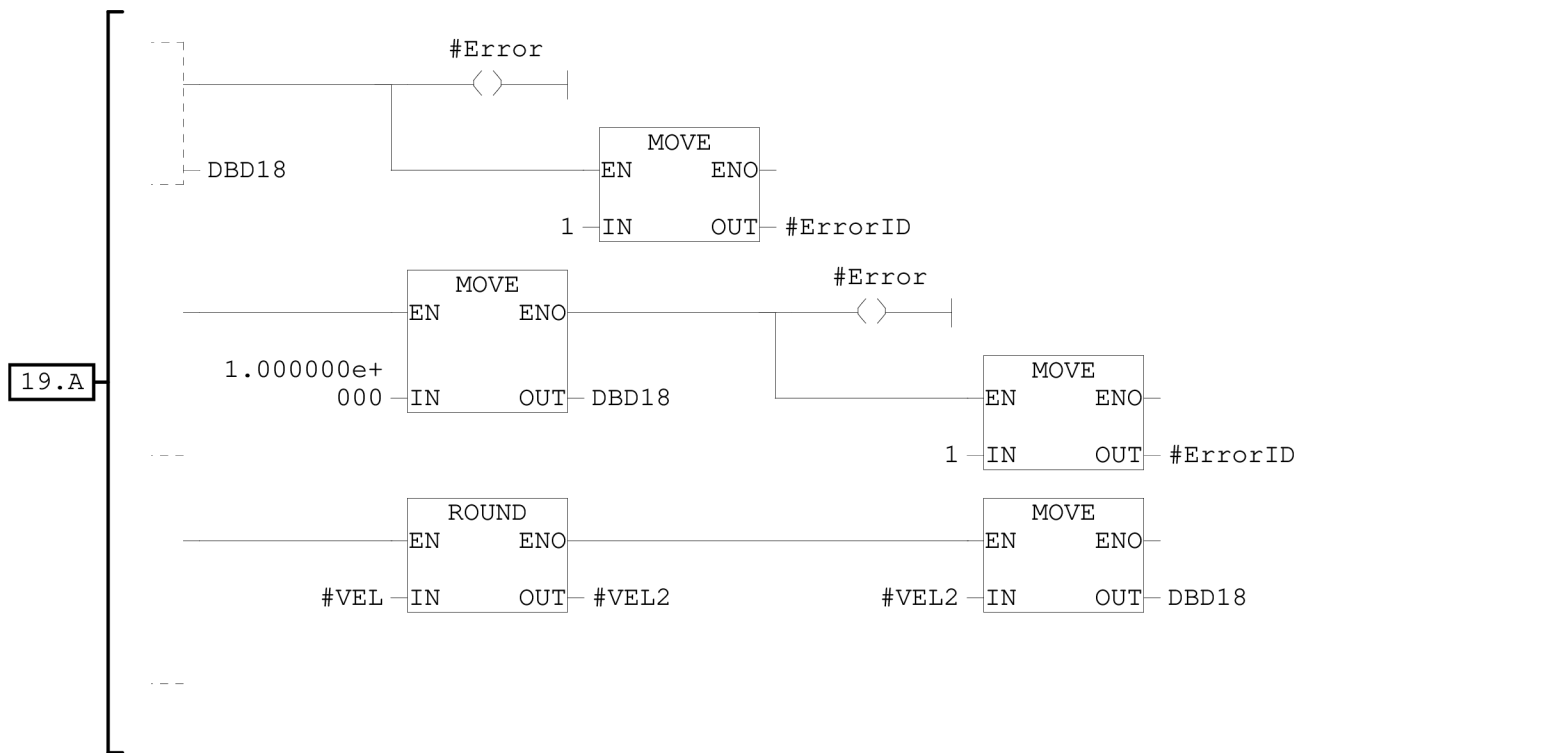 #Error
MOVE
DBD18
EN ENO
1 IN OUT #ErrorID
#Error
MOVE
EN ENO
1.000000e+
MOVE
19.A
000 IN OUT DBD18
EN ENO
1 IN OUT #ErrorID
ROUND MOVE
EN ENO EN ENO
#VEL IN OUT #VEL2 #VEL2 IN OUT DBD18